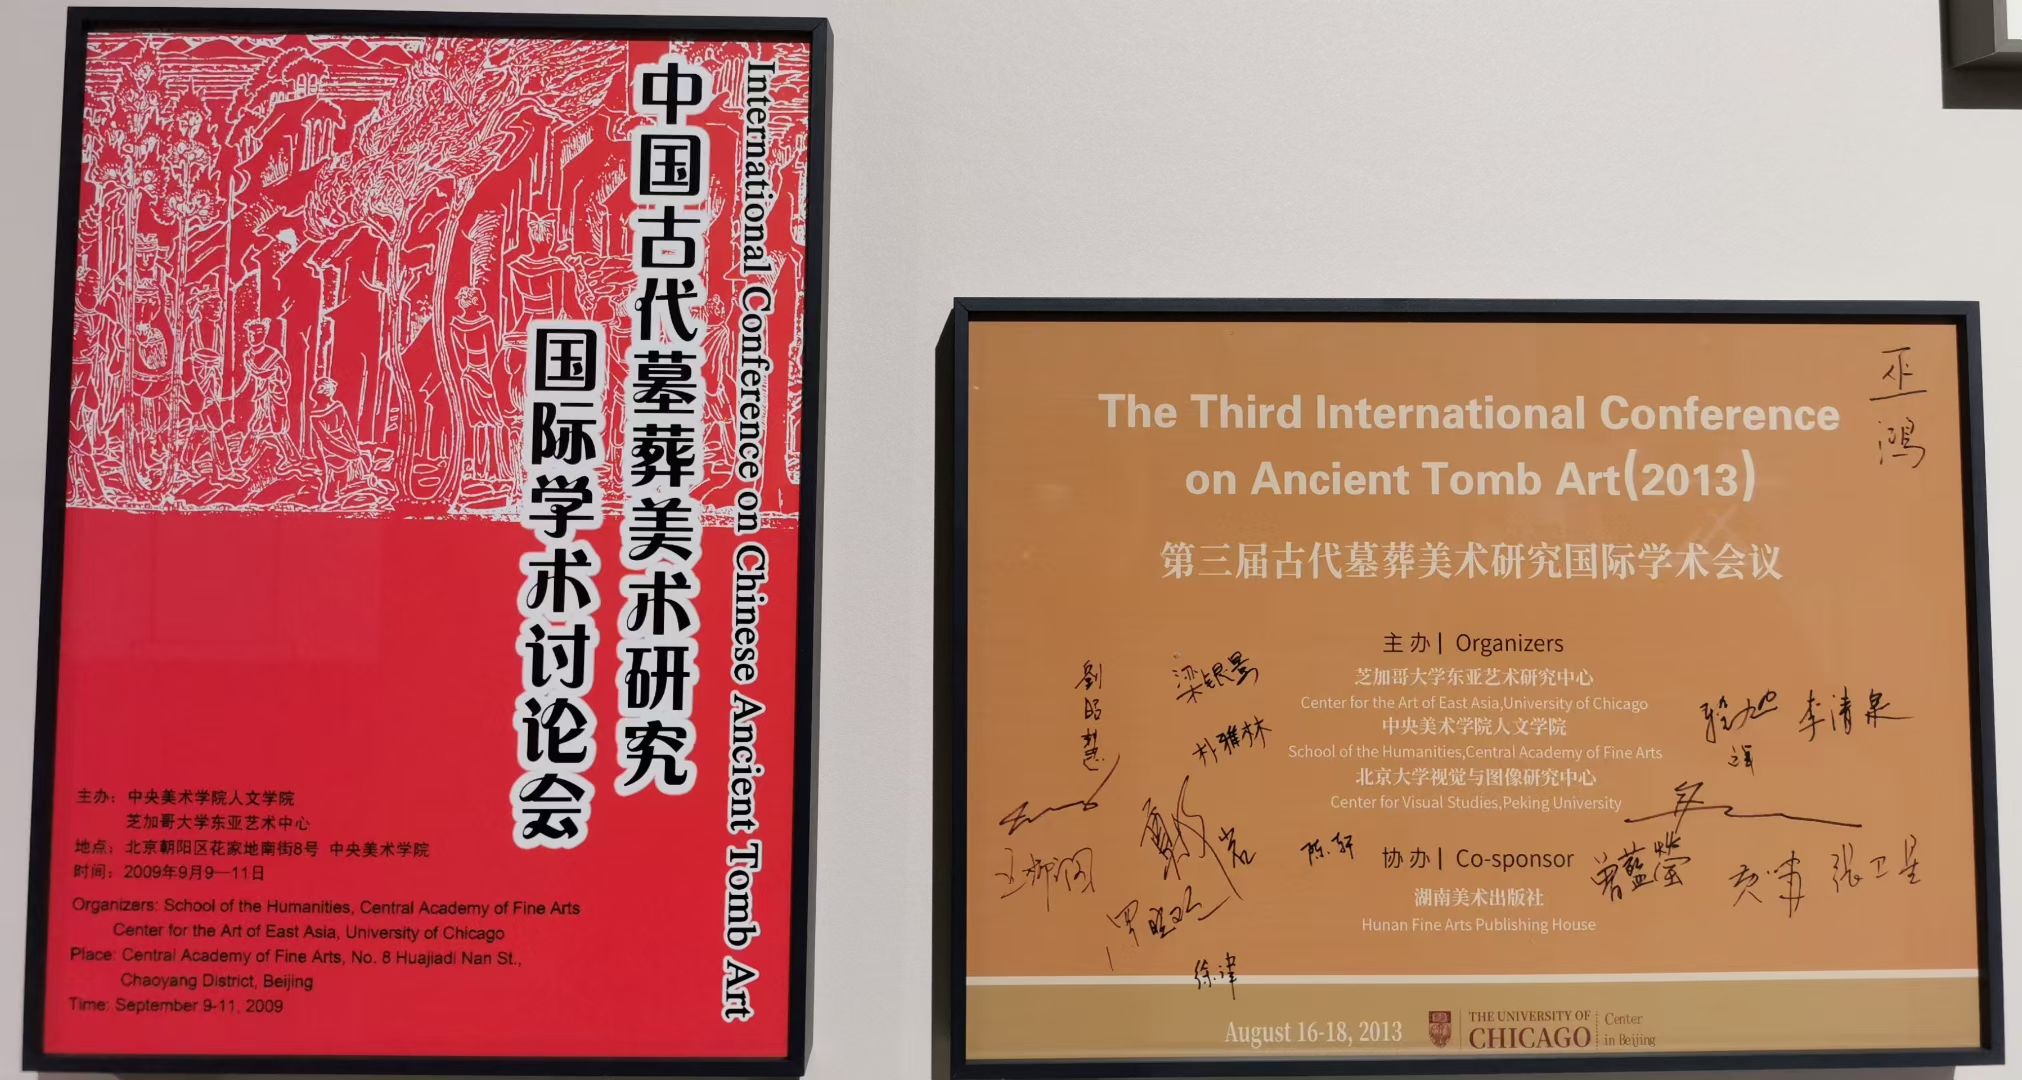 中国古代墓葬美术研究
国际学术讨论会
International Conference on Chinese Ancient Tomb Art
主办：中央美术学院人文学院
芝加哥大学东亚艺术中心
地点：北京朝阳区花家地南街8号 中央美术学院
时间：2009年9月9—11日
Organizers: School of the Humanities, Central Academy of Fine Arts
Center for the Art of East Asia, University of Chicago
Place: Central Academy of Fine Arts, No. 8 Huajiadi Nan St.,
Chaoyang District, Beijing
Time: September 9-11, 2009
巫鸿
The Third International Conference
on Ancient Tomb Art(2013)
第三届古代墓葬美术研究国际学术会议
主办| Organizers
芝加哥大学东亚艺术研究中心
Center for the Art of East Asia,University of Chicago
中央美术学院人文学院
School of the Humanities,Central Academy of Fine Arts
北京大学视觉与图像研究中心
Center for Visual Studies,Peking University
劉昭慧
梁银景
朴雅林
李清泉
陈轩
协办| Co-sponsor
曾藍瑩
张卫星
湖南美术出版社
Hunan Fine Arts Publishing House
徐津
August 16-18, 2013
THE UNIVERSITY OF
CHICAGO
Center
in Beijing